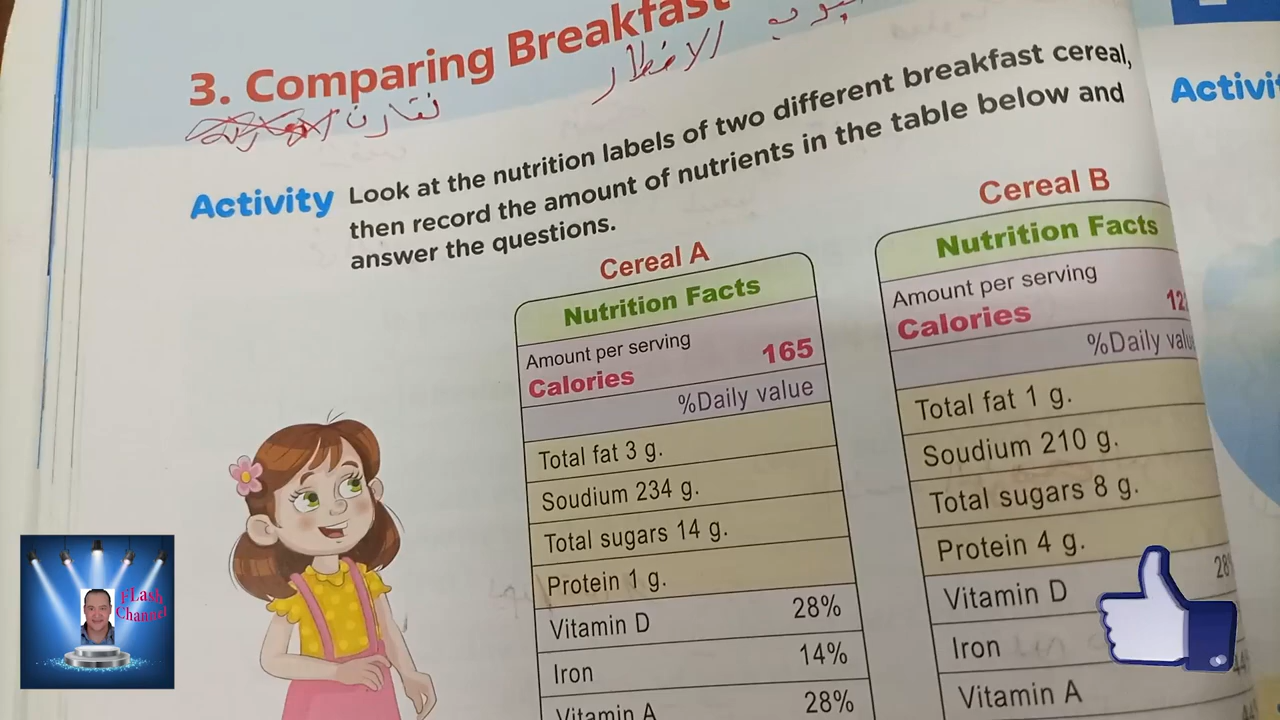 3. Comparing Breakfast
نقارن
الافطار
Activity
Look at the nutrition labels of two different breakfast cereal,
then record the amount of nutrients in the table below and
answer the questions.
Cereal A
Nutrition Facts
Amount per serving
Calories 165
%Daily value
Total fat 3 g.
Soudium 234 g.
Total sugars 14 g.
Protein 1 g.
Vitamin D 28%
Iron 14%
Vitamin A 28%
Cereal B
Nutrition Facts
Amount per serving
Calories
%Daily
Total fat 1 g.
Soudium 210 g.
Total sugars 8 g.
Protein 4 g.
Vitamin D
Iron
Vitamin A
FLash
Channel